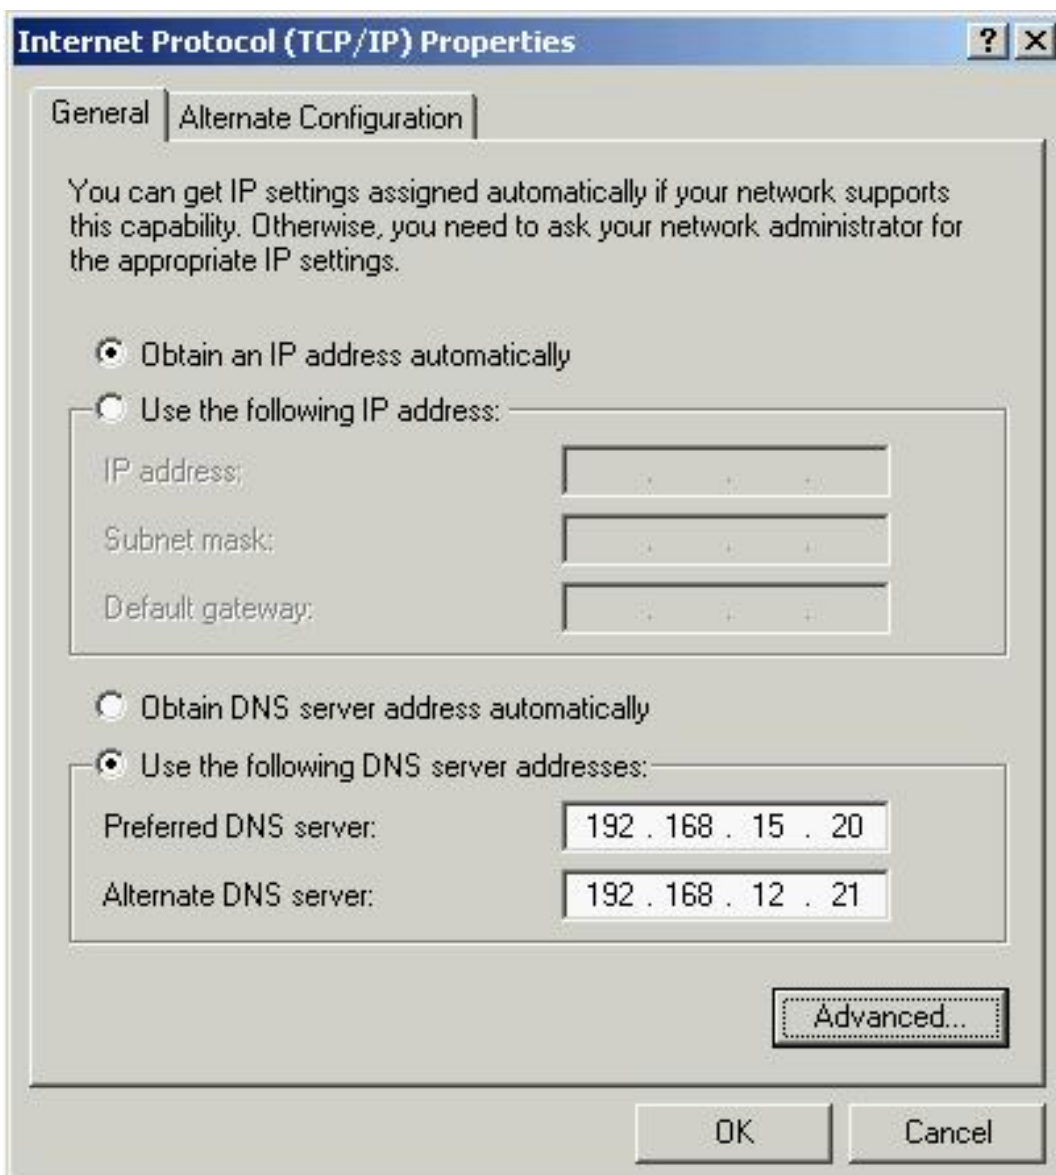 Internet Protocol (TCP/IP) Properties
General
Alternate Configuration
You can get IP settings assigned automatically if your network supports
this capability. Otherwise, you need to ask your network administrator for
the appropriate IP settings.
Obtain an IP address automatically
Use the following IP address:
IP address:
Subnet mask:
Default gateway:
Obtain DNS server address automatically
Use the following DNS server addresses:
Preferred DNS server: 192 . 168 . 15 . 20
Alternate DNS server: 192 . 168 . 12 . 21
Advanced...
OK
Cancel